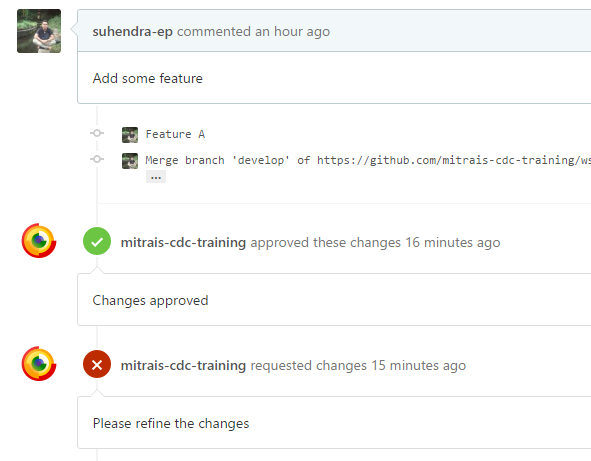 suhendra-ep commented an hour ago
Add some feature
Feature A
Merge branch 'develop' of https://github.com/mitrais-cdc-training/ws
...
mitrais-cdc-training approved these changes 16 minutes ago
Changes approved
mitrais-cdc-training requested changes 15 minutes ago
Please refine the changes